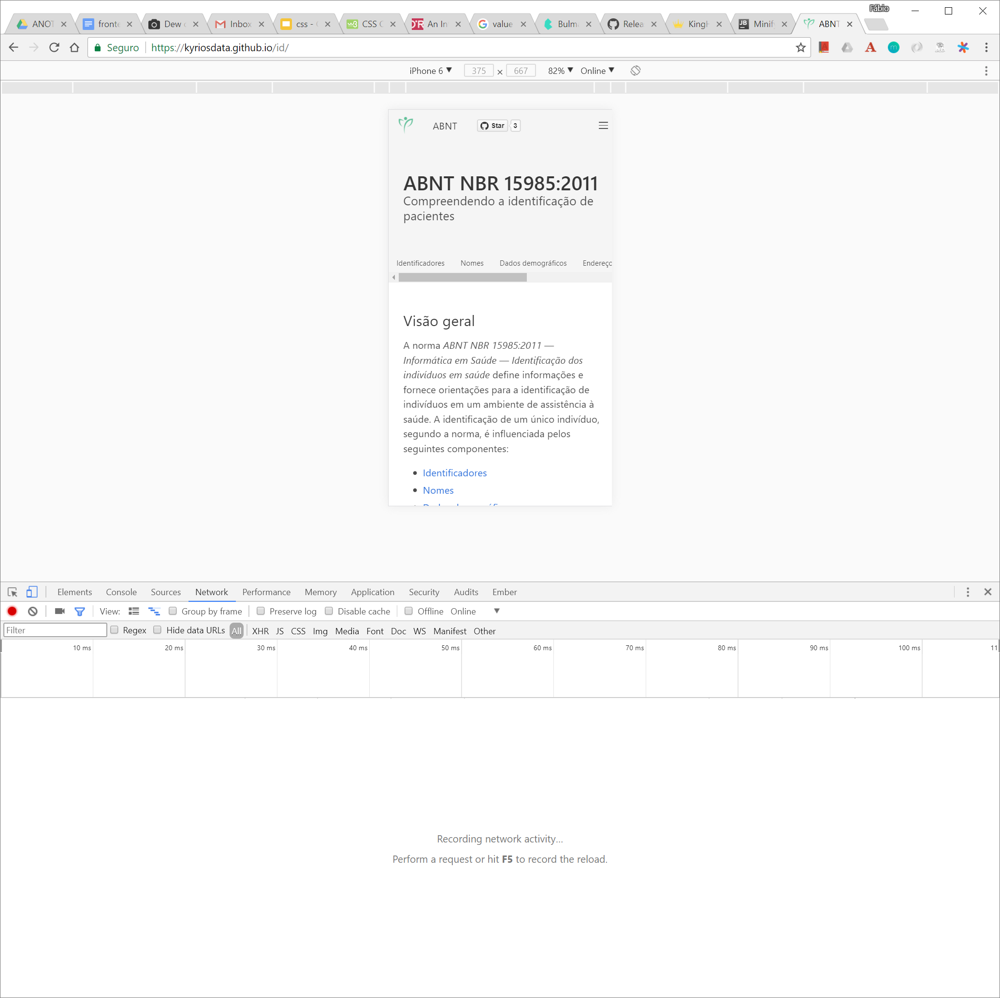 Fábio
ANOT
fronte
Dew
Inbox
css -
CSS
An In
value
Bulm
Relea
King
Minif
ABNT
Seguro https://kyriosdata.github.io/id/
iPhone 6 375 x 667 82% Online
ABNT Star 3
ABNT NBR 15985:2011
Compreendendo a identificação de
pacientes
Identificadores Nomes Dados demográficos Endereço
Visão geral
A norma ABNT NBR 15985:2011 —
Informática em Saúde — Identificação dos
indivíduos em saúde define informações e
fornece orientações para a identificação de
indivíduos em um ambiente de assistência à
saúde. A identificação de um único indivíduo,
segundo a norma, é influenciada pelos
seguintes componentes:
Identificadores
Nomes
Elements Console Sources Network Performance Memory Application Security Audits Ember
View: Group by frame Preserve log Disable cache Offline Online
Filter Regex Hide data URLs All XHR JS CSS Img Media Font Doc WS Manifest Other
10 ms 20 ms 30 ms 40 ms 50 ms 60 ms 70 ms 80 ms 90 ms 100 ms 11
Recording network activity...
Perform a request or hit F5 to record the reload.